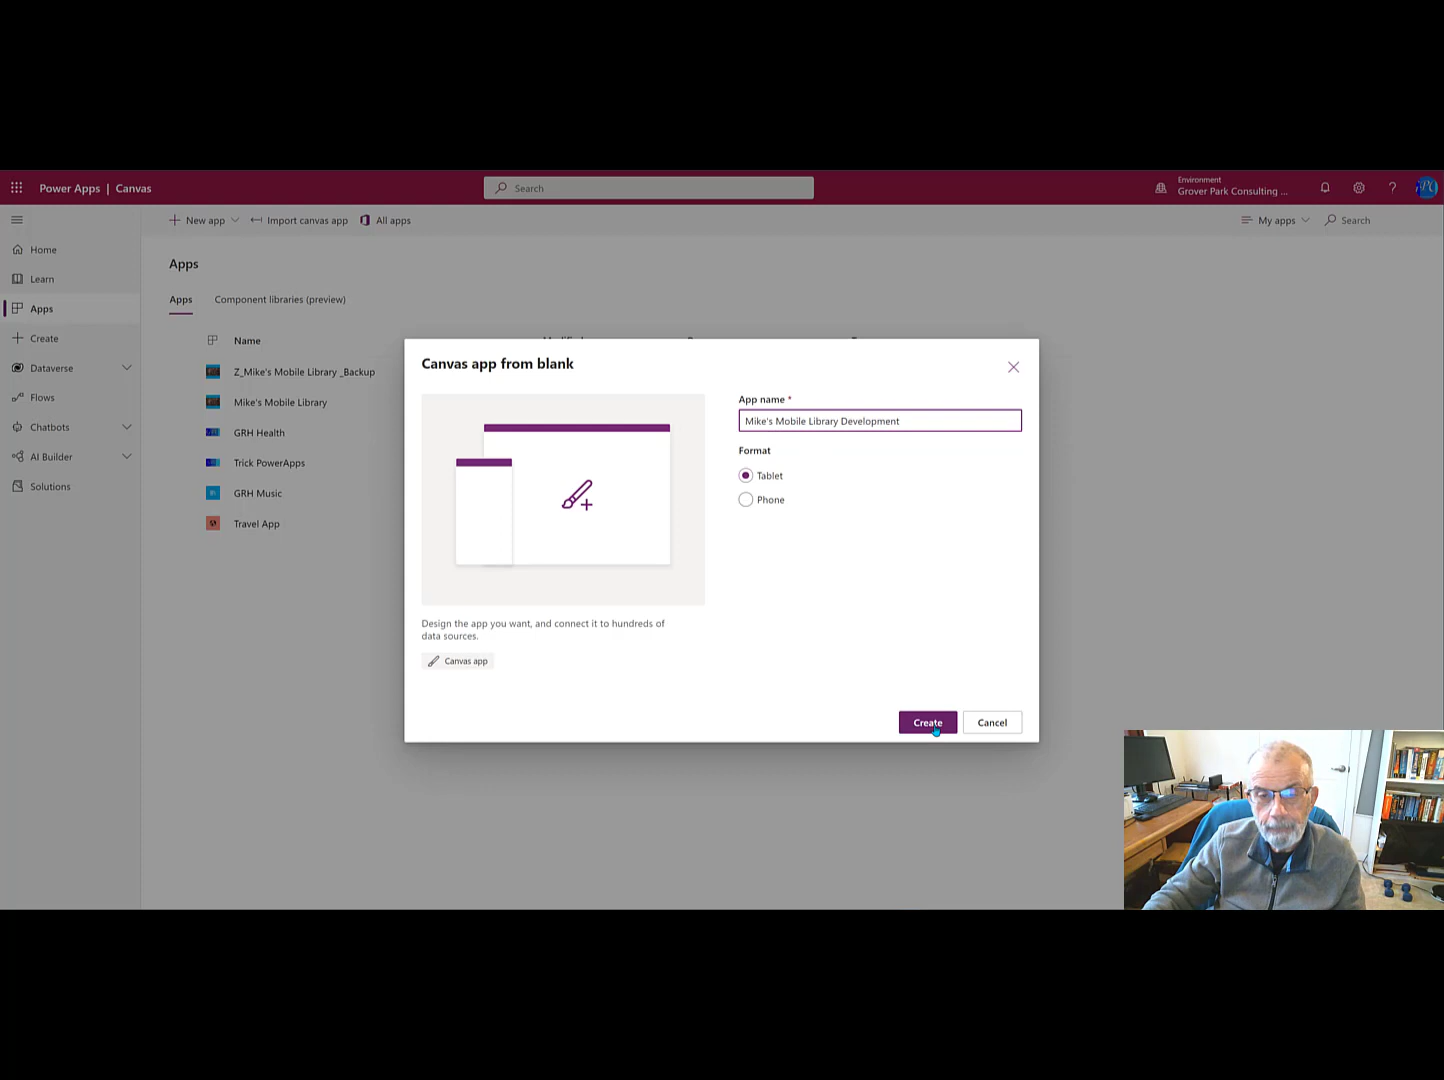 Power Apps | Canvas
Search
Environment
Grover Park Consulting ...
New app
Import canvas app
All apps
My apps
Search
Home
Learn
Apps
Create
Dataverse
Flows
Chatbots
AI Builder
Solutions
Apps
Apps
Component libraries (preview)
Name
Z_Mike's Mobile Library _Backup
Mike's Mobile Library
GRH Health
Trick PowerApps
GRH Music
Travel App
Canvas app from blank
Design the app you want, and connect it to hundreds of
data sources.
Canvas app
App name *
Mike's Mobile Library Development
Format
Tablet
Phone
Create
Cancel